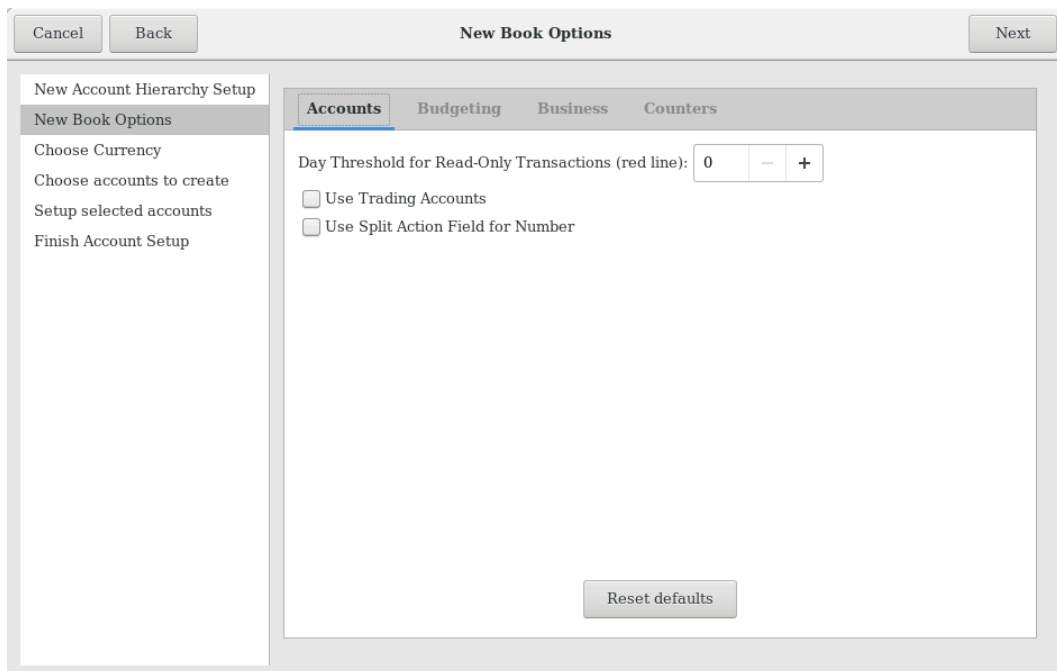 Cancel Back New Book Options Next
New Account Hierarchy Setup
New Book Options
Choose Currency
Choose accounts to create
Setup selected accounts
Finish Account Setup
Accounts Budgeting Business Counters
Day Threshold for Read-Only Transactions (red line): 0 − +
Use Trading Accounts
Use Split Action Field for Number
Reset defaults